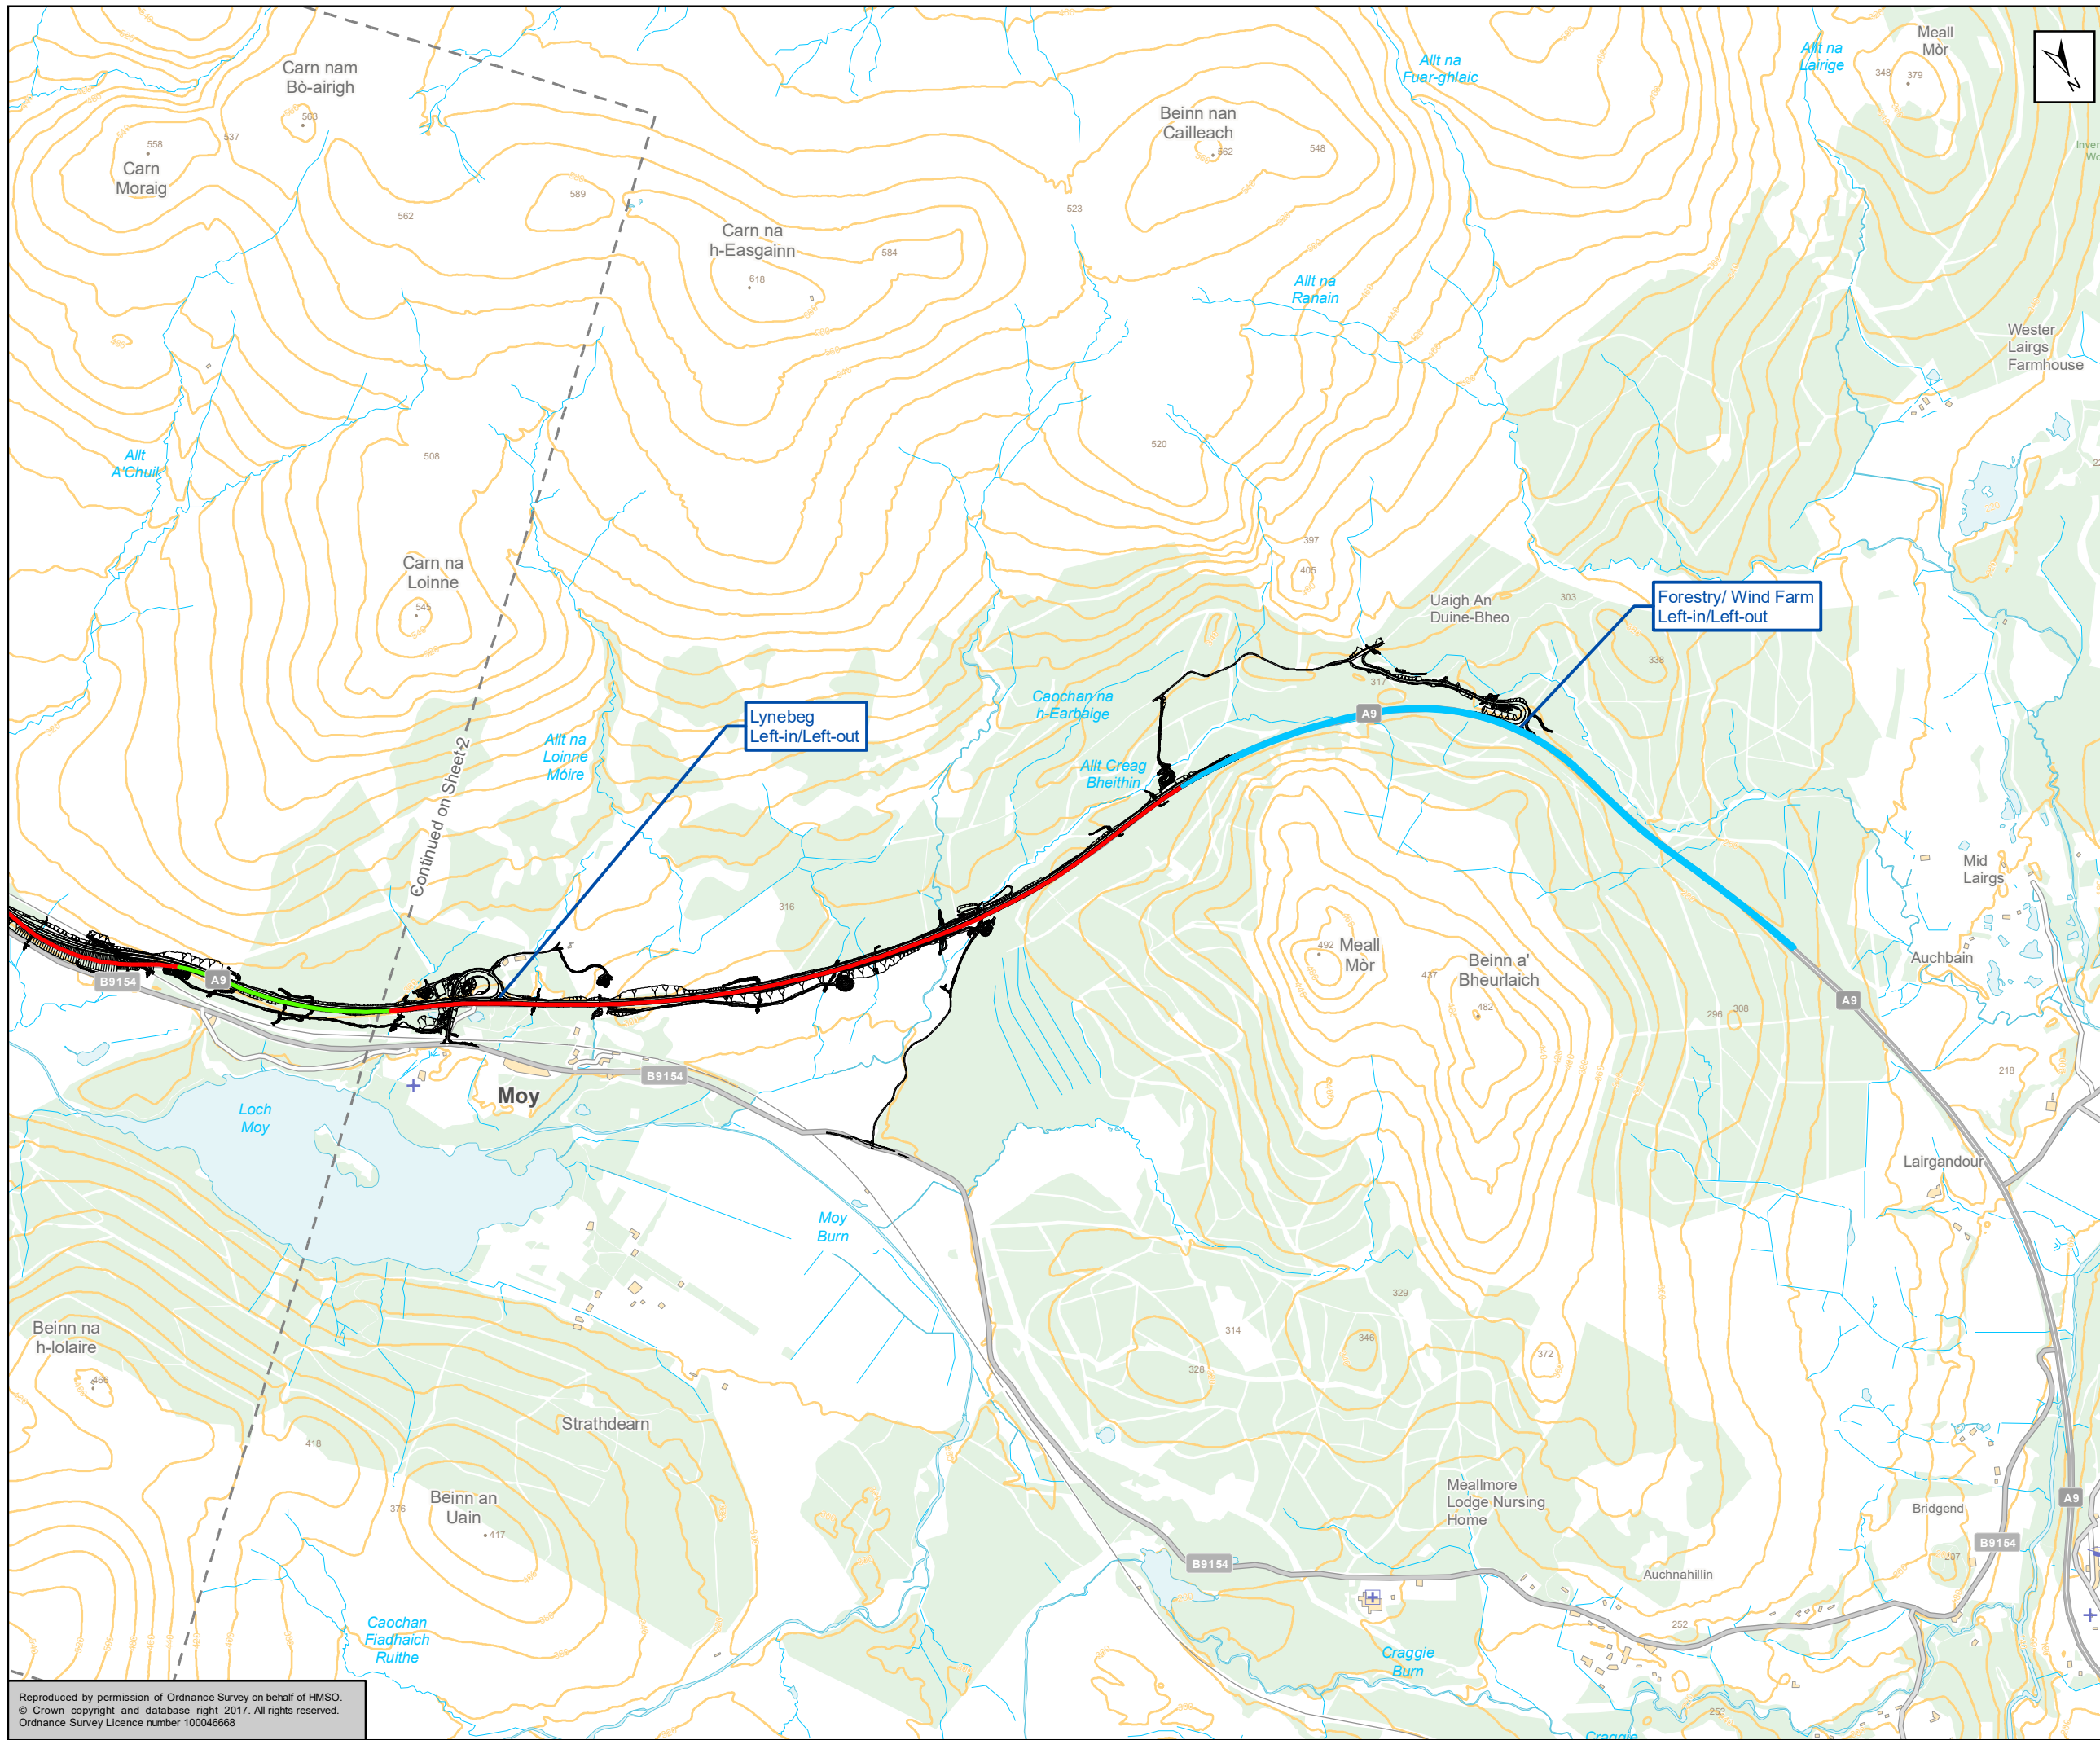 Carn nam
Bò-airigh
563
558
537
Carn
Moraig
562
589
Carn na
h-Easgainn
584
618
523
Beinn nan
Cailleach
562
548
Allt na
Fuar-ghlaic
Allt na
Lairige
Meall
Mòr
348
379
N
Allt na
Ranain
Wester
Lairgs
Farmhouse
Allt
A'Chuil
508
520
Carn na
Loinne
545
397
405
Uaigh An
Duine-Bheo
303
338
317
Forestry/ Wind Farm
Left-in/Left-out
Lynebeg
Left-in/Left-out
Caochan na
h-Earbaige
A9
Allt na
Loinne
Móire
Allt Creag
Bheithin
Continued on Sheet 2
316
492
Meall
Mòr
437
Beinn a'
Bheurlaich
482
296
308
Mid
Lairgs
Auchbain
A9
218
B9154
A9
B9154
Moy
Loch
Moy
Lairgandour
Moy
Burn
329
314
346
328
372
Beinn na
h-Iolaire
466
Strathdearn
418
376
Beinn an
Uain
417
Meallmore
Lodge Nursing
Home
Bridgend
A9
B9154
207
B9154
Auchnahillin
252
Caochan
Fiadhaich
Ruithe
Craggie
Burn
252
Craggie
Reproduced by permission of Ordnance Survey on behalf of HMSO.
© Crown copyright and database right 2017. All rights reserved.
Ordnance Survey Licence number 100046668